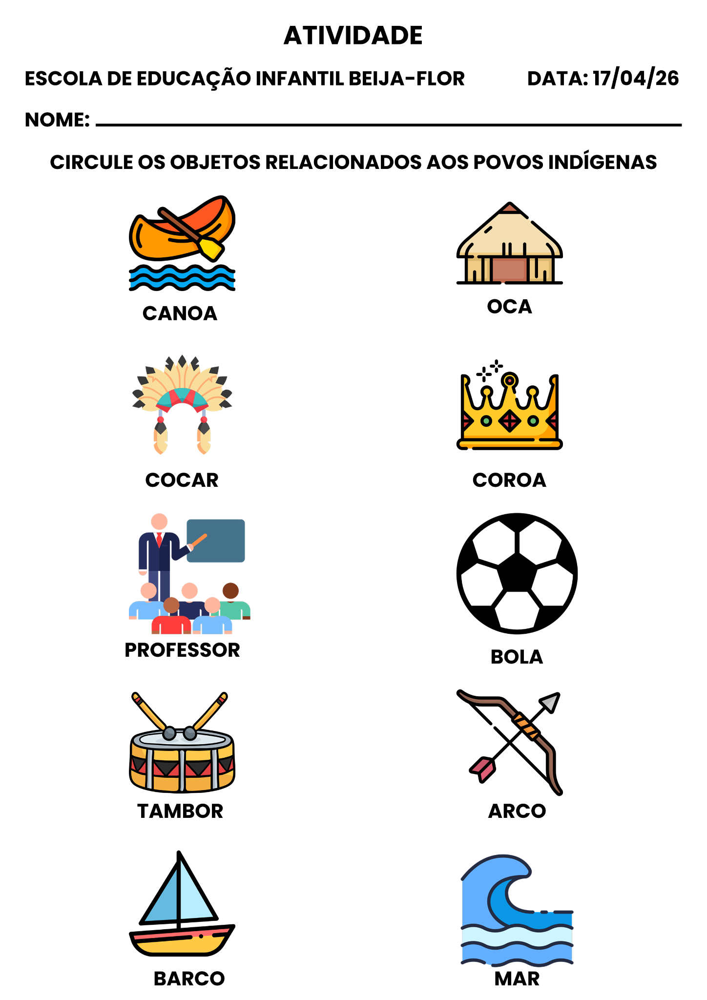 ATIVIDADE
ESCOLA DE EDUCAÇÃO INFANTIL BEIJA-FLOR DATA: 17/04/26
NOME:
CIRCULE OS OBJETOS RELACIONADOS AOS POVOS INDÍGENAS
CANOA
OCA
COCAR
COROA
PROFESSOR
BOLA
TAMBOR
ARCO
BARCO
MAR